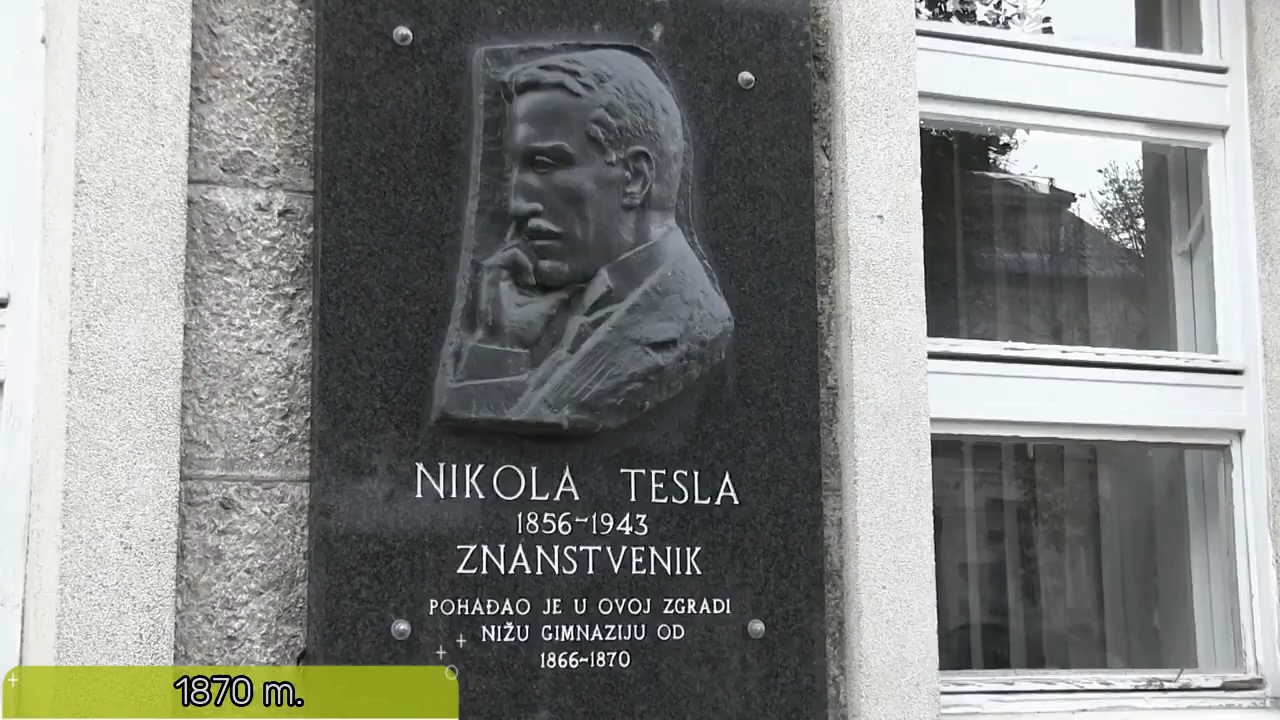 NIKOLA TESLA
1856-1943
ZNANSTVENIK
POHAĐAO JE U OVOJ ZGRADI
NIŽU GIMNAZIJU OD
1866-1870
1870 m.